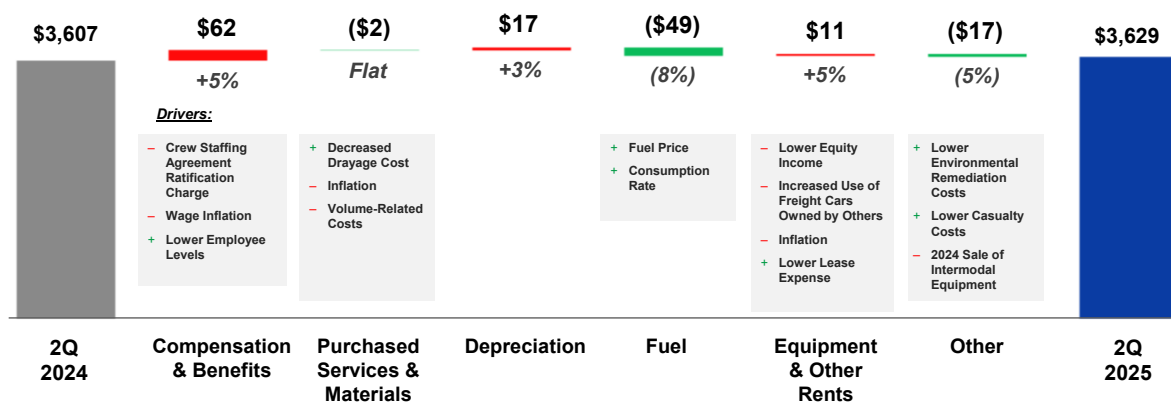 $3,607
$62
($2)
$17
($49)
$11
($17)
$3,629
+5%
Flat
+3%
(8%)
+5%
(5%)
Drivers:
– Crew Staffing
Agreement
Ratification
Charge
– Wage Inflation
+ Lower Employee
Levels
+ Decreased
Drayage Cost
– Inflation
– Volume-Related
Costs
+ Fuel Price
+ Consumption
Rate
– Lower Equity
Income
– Increased Use of
Freight Cars
Owned by Others
– Inflation
+ Lower Lease
Expense
+ Lower
Environmental
Remediation
Costs
+ Lower Casualty
Costs
– 2024 Sale of
Intermodal
Equipment
2Q
2024
Compensation
& Benefits
Purchased
Services &
Materials
Depreciation
Fuel
Equipment
& Other
Rents
Other
2Q
2025